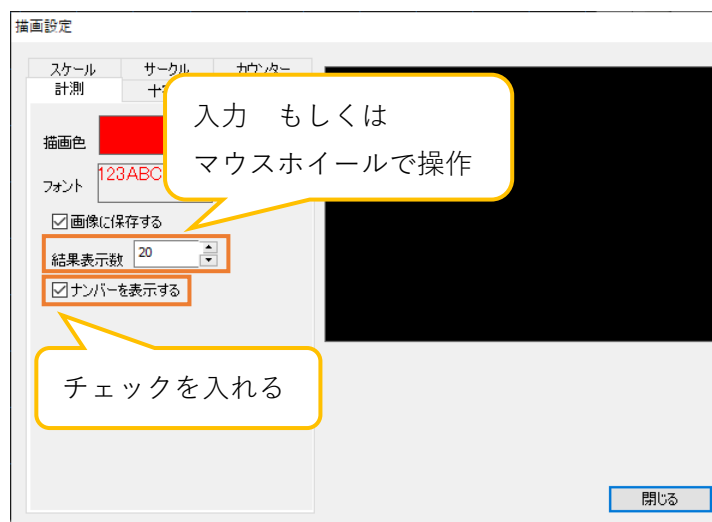 描画設定
スケール サークル カウンター
計測
入力　もしくは
マウスホイールで操作
描画色
フォント 123ABC
画像に保存する
結果表示数 20
ナンバーを表示する
チェックを入れる
閉じる